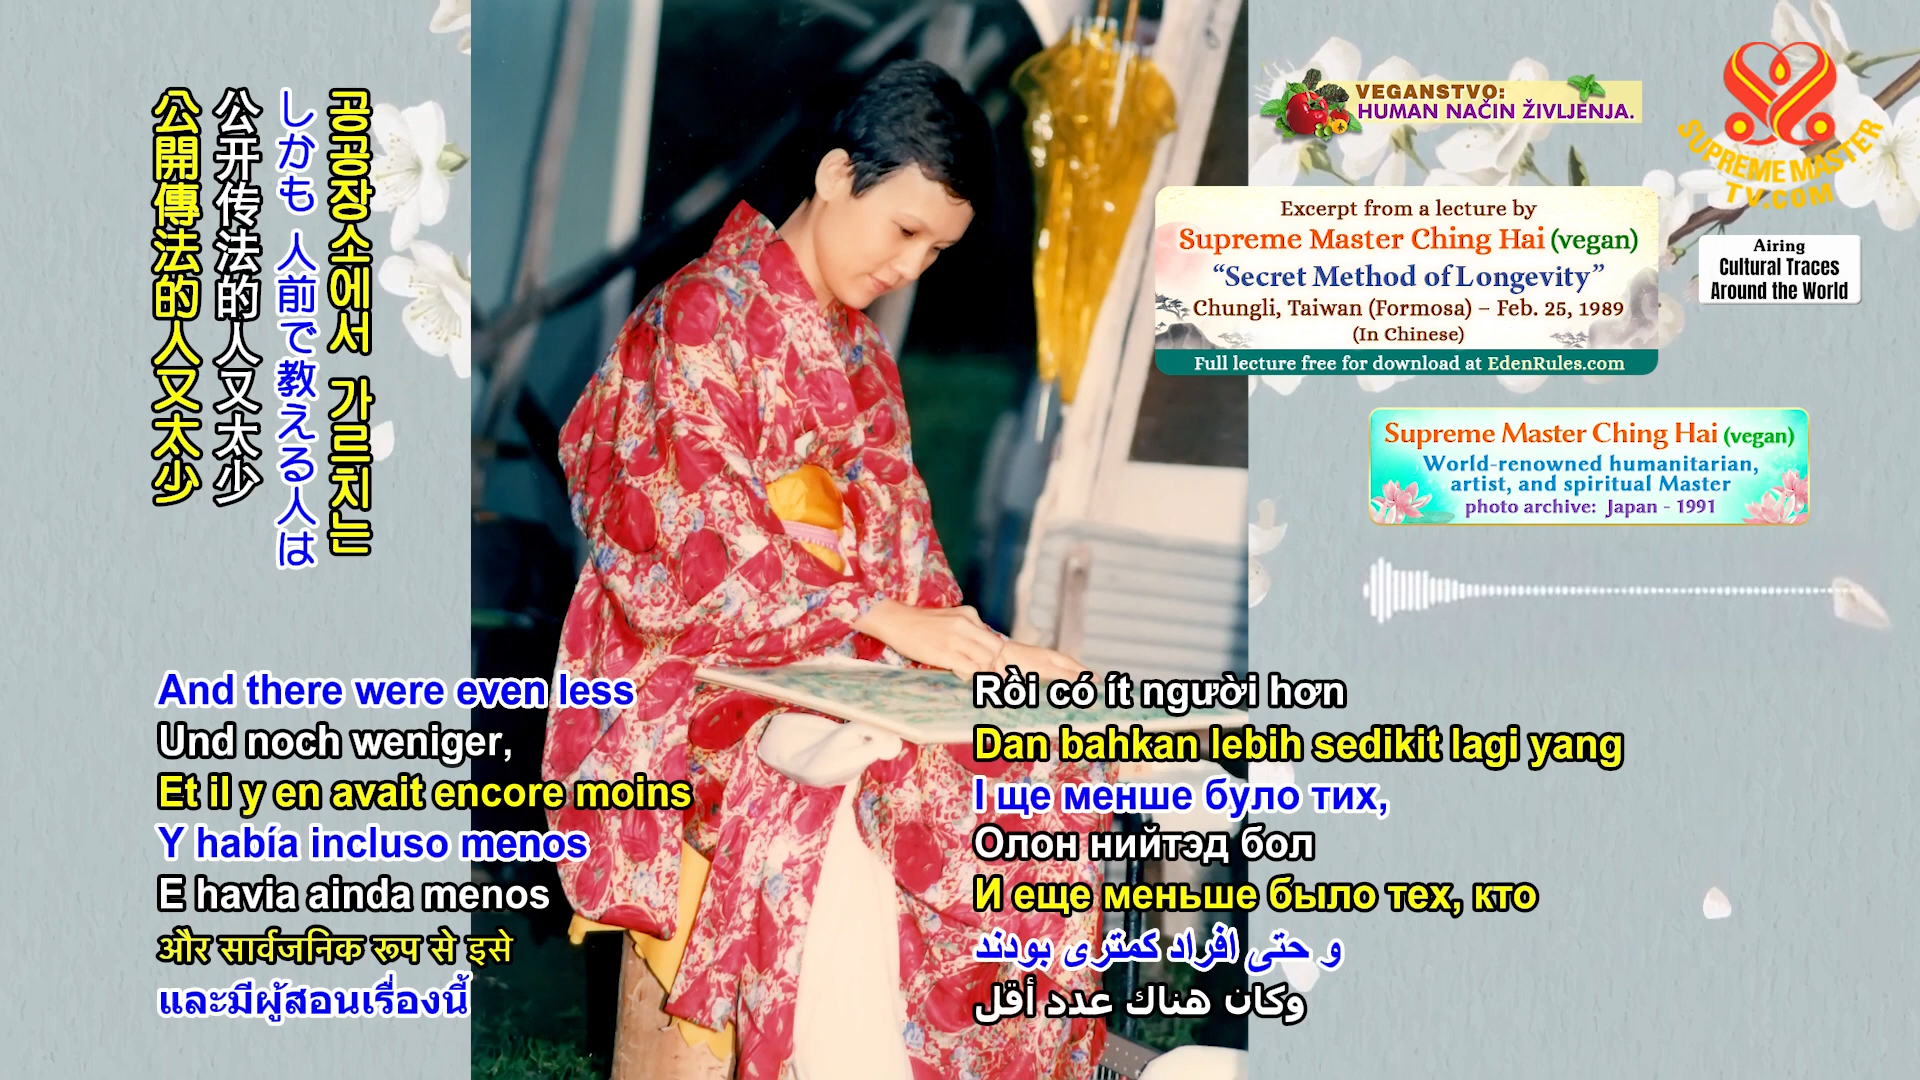 公開傳法的人又太少
公开传法的人又太少
しかも 人前で教える人は
공공장소에서 가르치는
VEGANSTVO:
HUMAN NAČIN ŽIVLJENJA.
SUPREME MASTER
TV.COM
Excerpt from a lecture by
Supreme Master Ching Hai (vegan)
“Secret Method of Longevity”
Chungli, Taiwan (Formosa) – Feb. 25, 1989
(In Chinese)
Full lecture free for download at EdenRules.com
Airing
Cultural Traces
Around the World
Supreme Master Ching Hai (vegan)
World-renowned humanitarian,
artist, and spiritual Master
photo archive: Japan - 1991
And there were even less
Und noch weniger,
Et il y en avait encore moins
Y había incluso menos
E havia ainda menos
और सार्वजनिक रूप से इसे
และมีผู้สอนเรื่องนี้
Rồi có ít người hơn
Dan bahkan lebih sedikit lagi yang
І ще менше було тих,
Олон нийтэд бол
И еще меньше было тех, кто
و حتی افراد کمتری بودند
وكان هناك عدد أقل